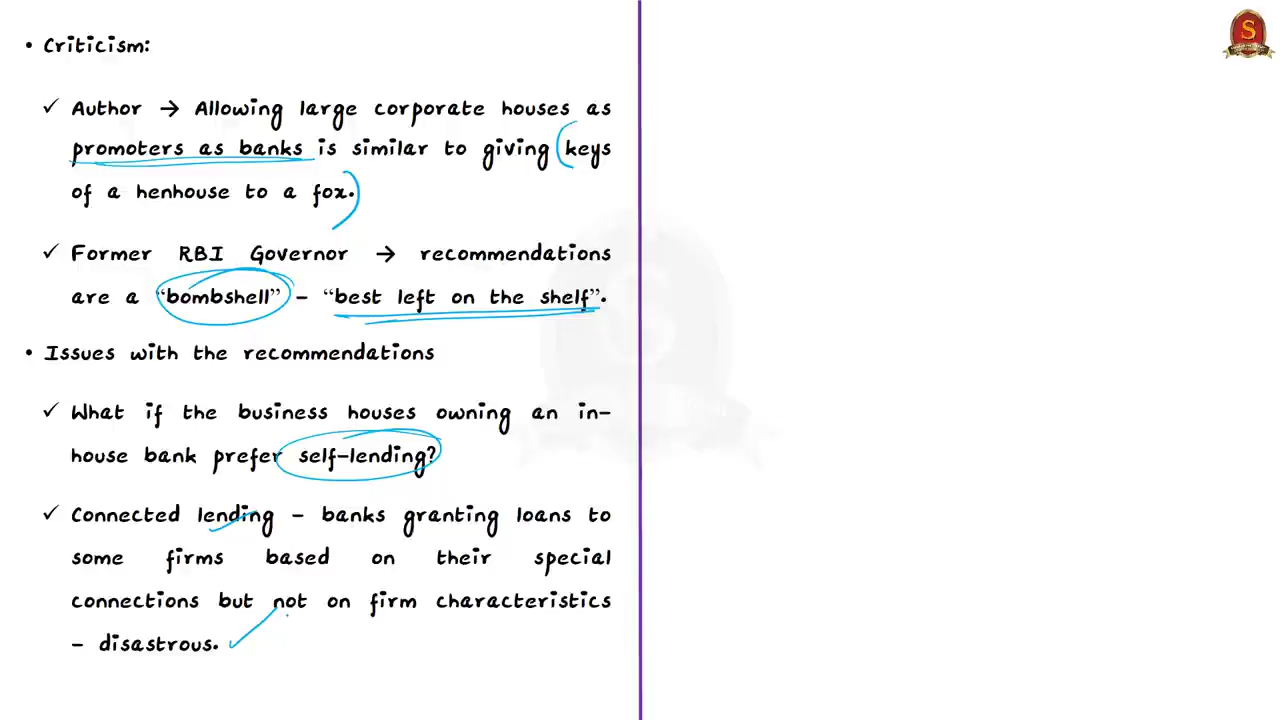 • Criticism:
✓ Author → Allowing large corporate houses as
promoters as banks is similar to giving keys
of a henhouse to a fox.
✓ Former RBI Governor → recommendations
are a “bombshell” – “best left on the shelf”.
• Issues with the recommendations
✓ What if the business houses owning an in-
house bank prefer self-lending?
✓ Connected lending – banks granting loans to
some firms based on their special
connections but not on firm characteristics
– disastrous.
S